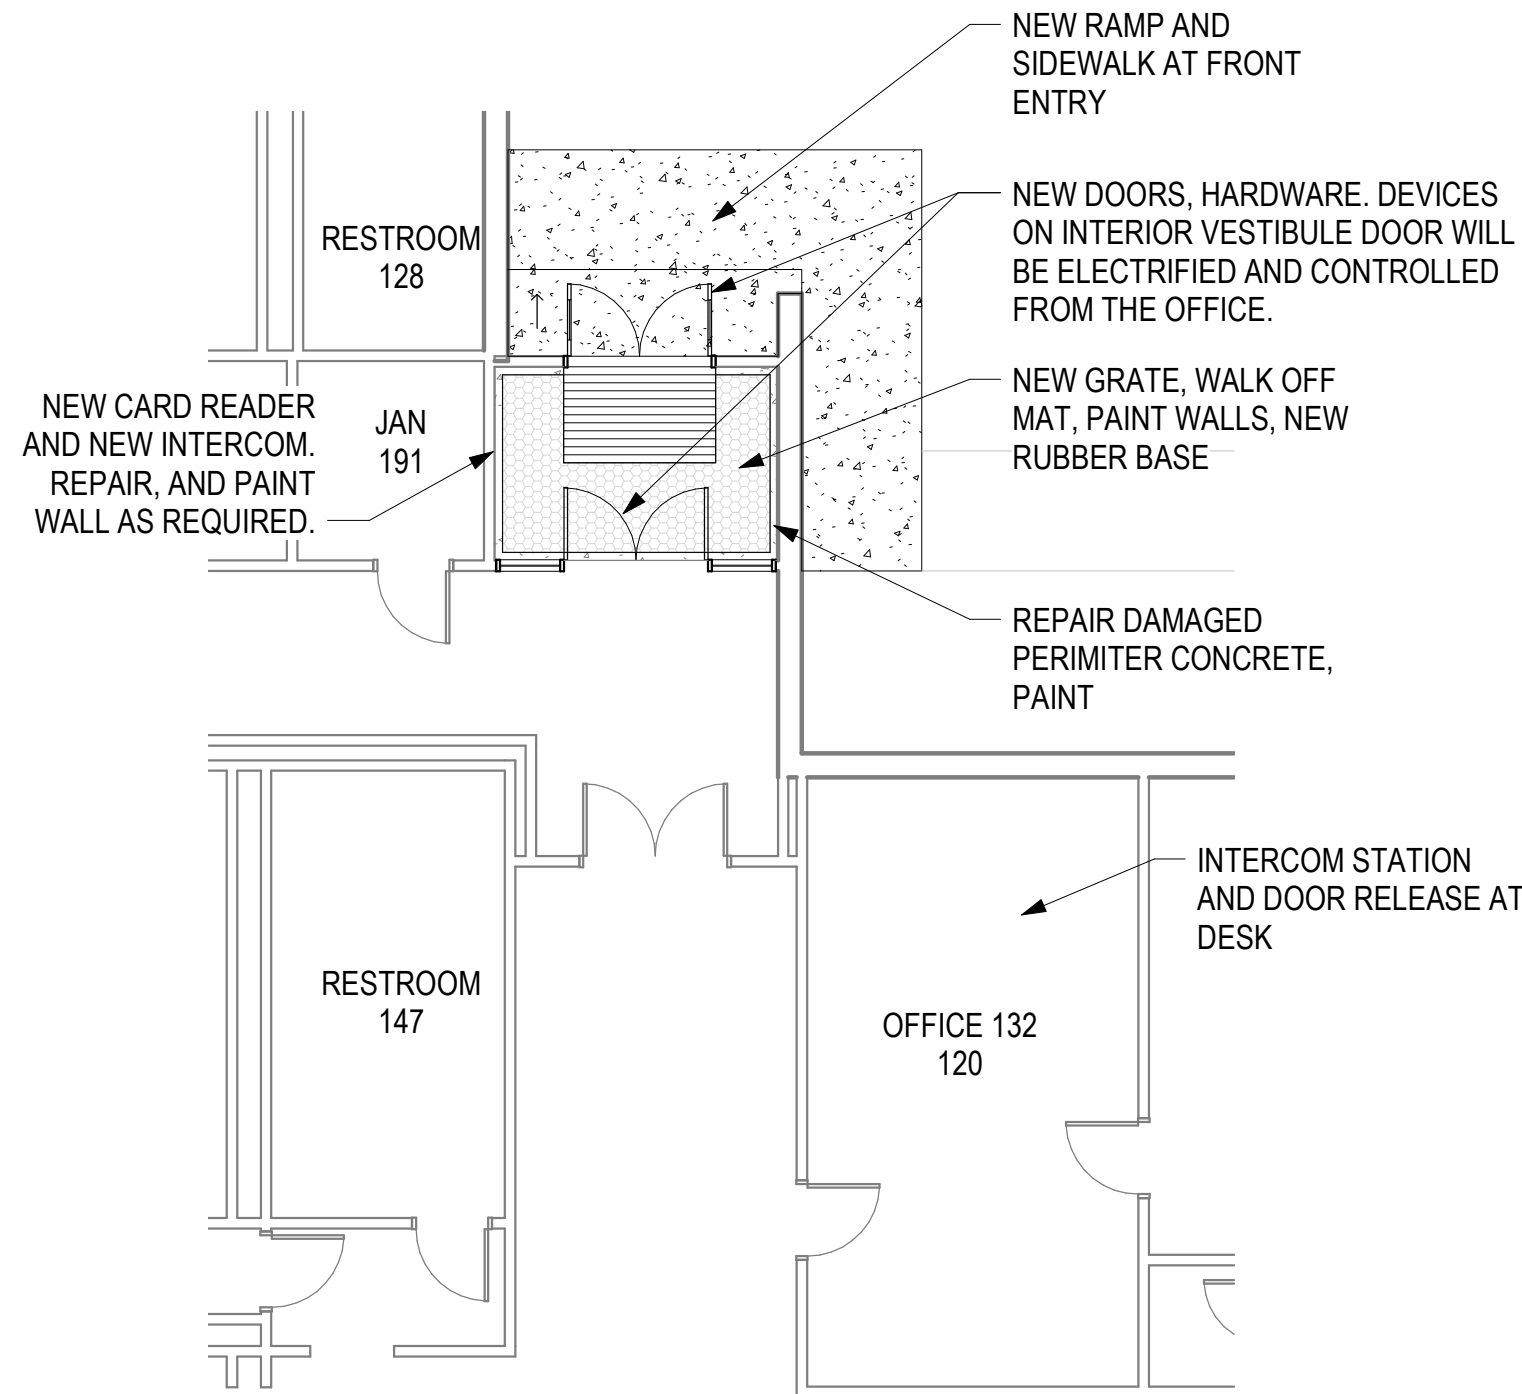 NEW RAMP AND
SIDEWALK AT FRONT
ENTRY
NEW DOORS, HARDWARE. DEVICES
ON INTERIOR VESTIBULE DOOR WILL
BE ELECTRIFIED AND CONTROLLED
FROM THE OFFICE.
RESTROOM
128
NEW GRATE, WALK OFF
MAT, PAINT WALLS, NEW
RUBBER BASE
NEW CARD READER
AND NEW INTERCOM.
REPAIR, AND PAINT
WALL AS REQUIRED.
JAN
191
REPAIR DAMAGED
PERIMITER CONCRETE,
PAINT
INTERCOM STATION
AND DOOR RELEASE AT
DESK
RESTROOM
147
OFFICE 132
120